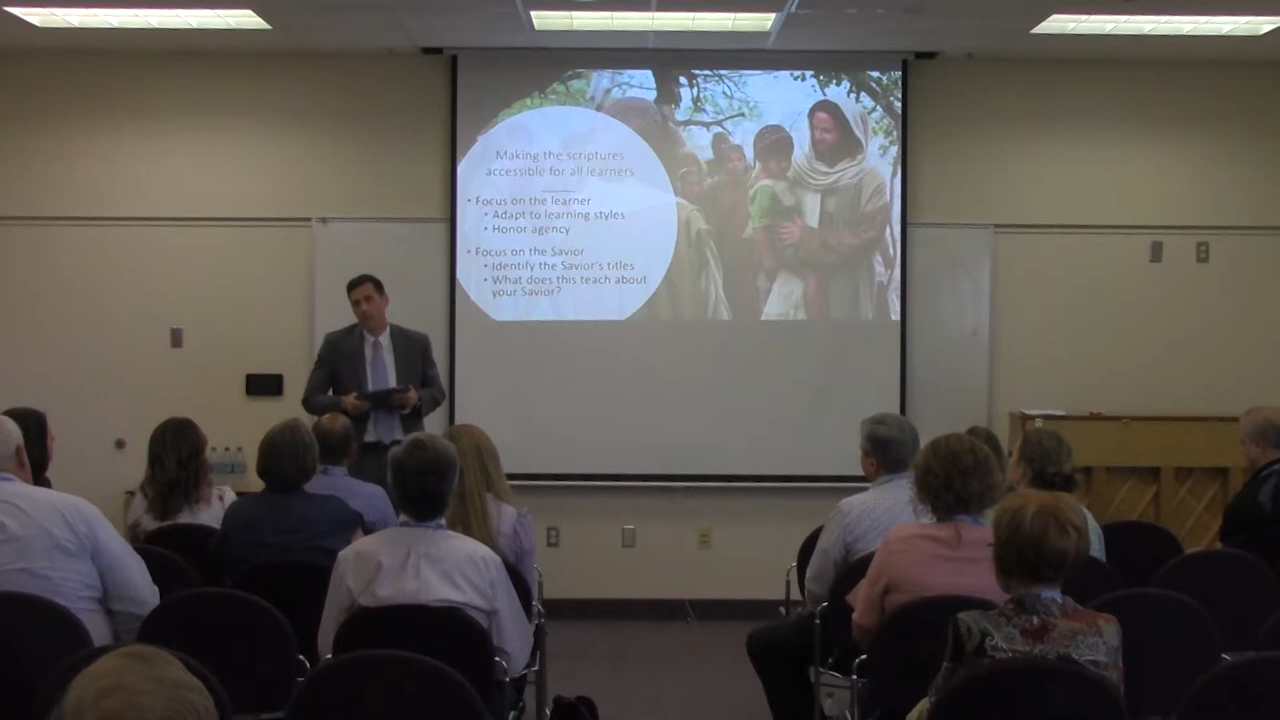 Making the scriptures
accessible for all learners
• Focus on the learner
• Adapt to learning styles
• Honor agency
• Focus on the Savior
• Identify the Savior's titles
• What does this teach about
your Savior?